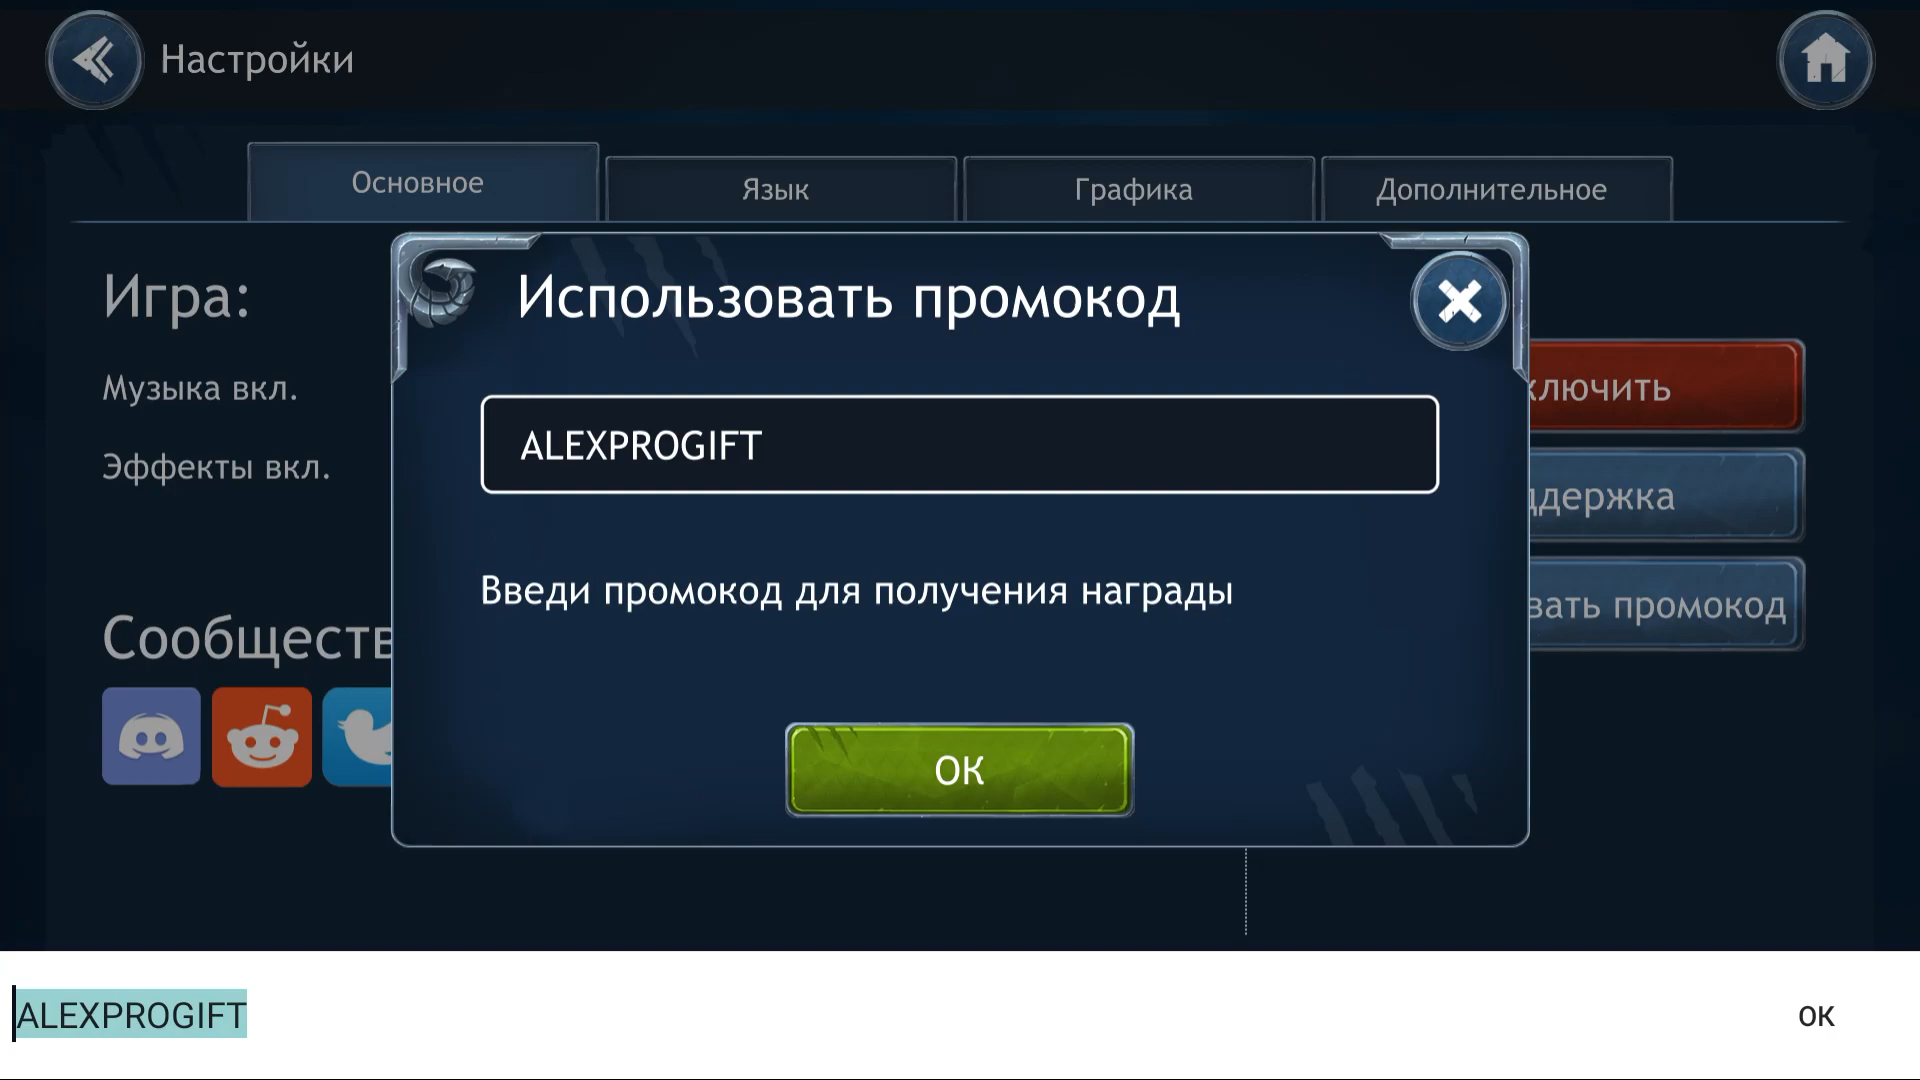 Настройки
Основное
Язык
Графика
Дополнительное
Игра:
Использовать промокод
Музыка вкл.
ключить
ALEXPROGIFT
Эффекты вкл.
ддержка
Введи промокод для получения награды
вать промокод
Сообществ
ОК
ALEXPROGIFT
ОК